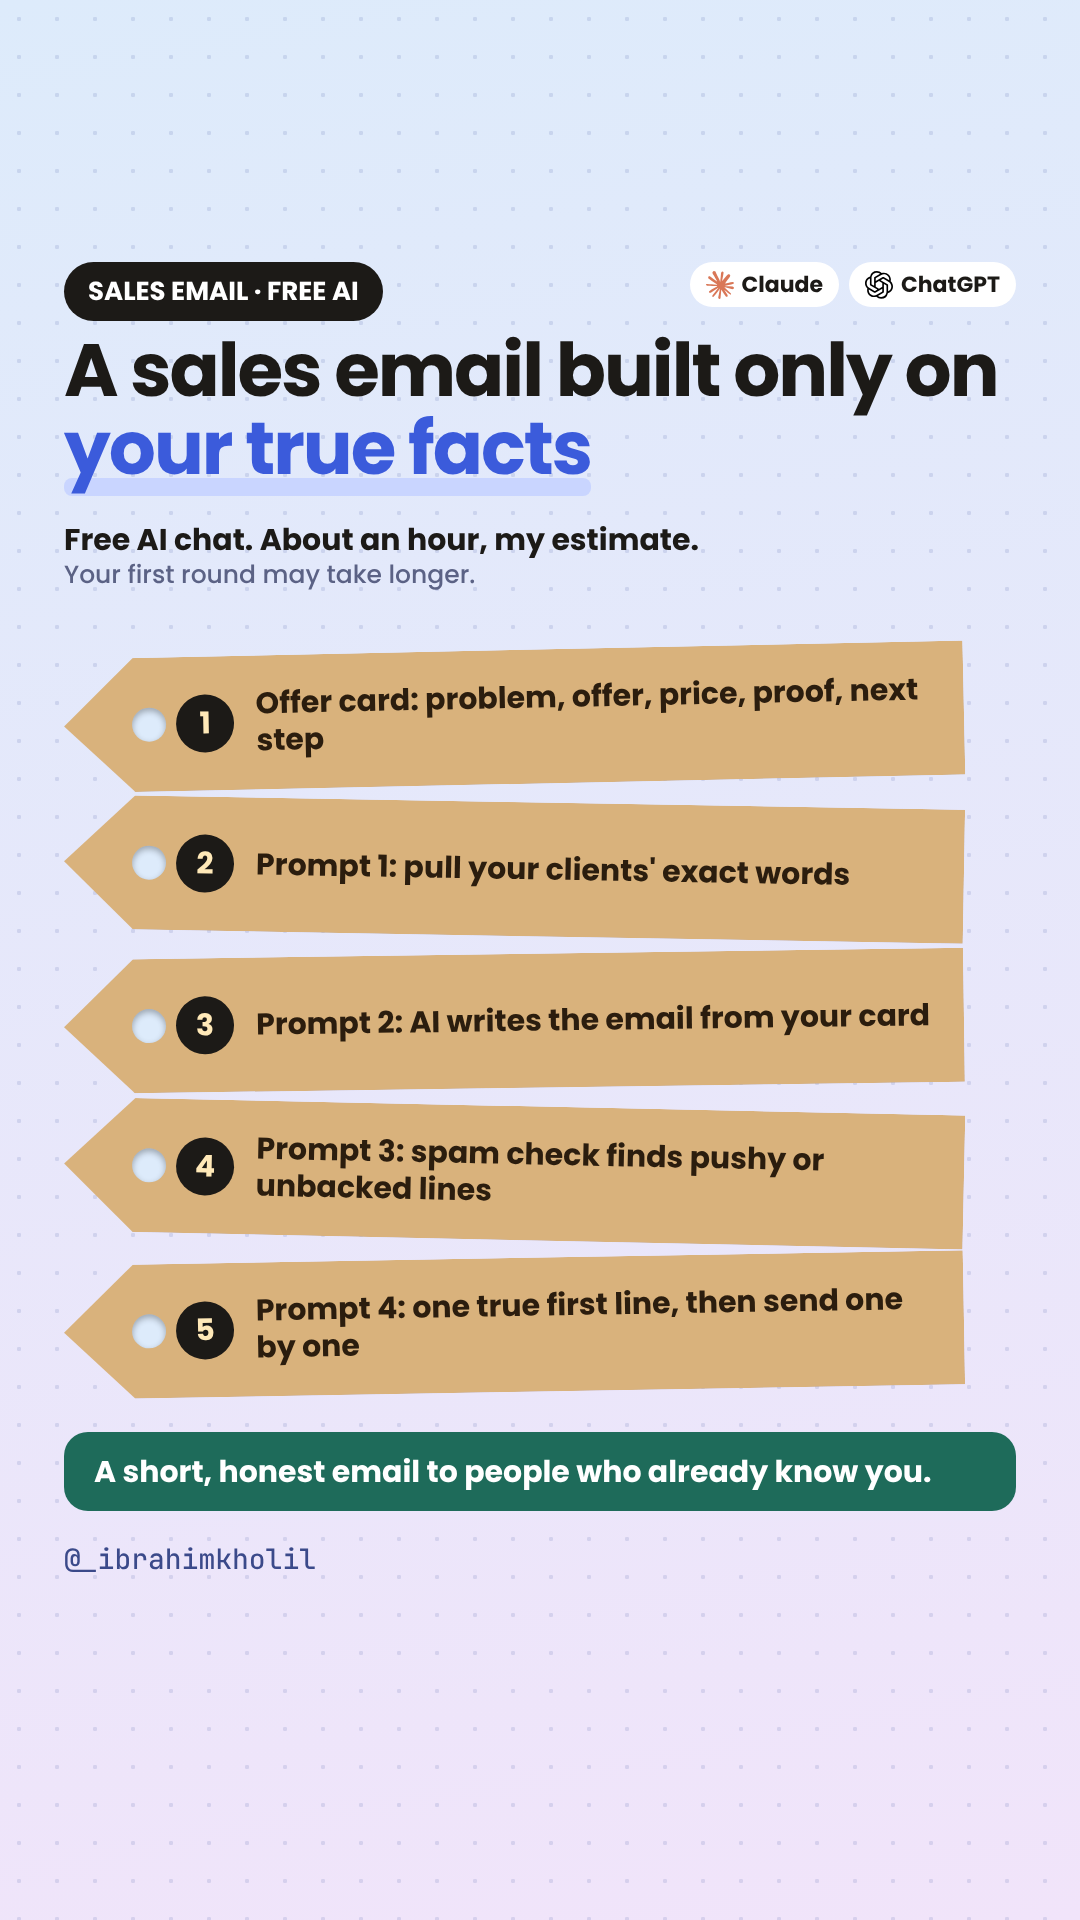 SALES EMAIL · FREE AI
Claude
ChatGPT
A sales email built only on
your true facts
Free AI chat. About an hour, my estimate.
Your first round may take longer.
1
Offer card: problem, offer, price, proof, next
step
2
Prompt 1: pull your clients' exact words
3
Prompt 2: AI writes the email from your card
4
Prompt 3: spam check finds pushy or
unbacked lines
5
Prompt 4: one true first line, then send one
by one
A short, honest email to people who already know you.
@_ibrahimkholil